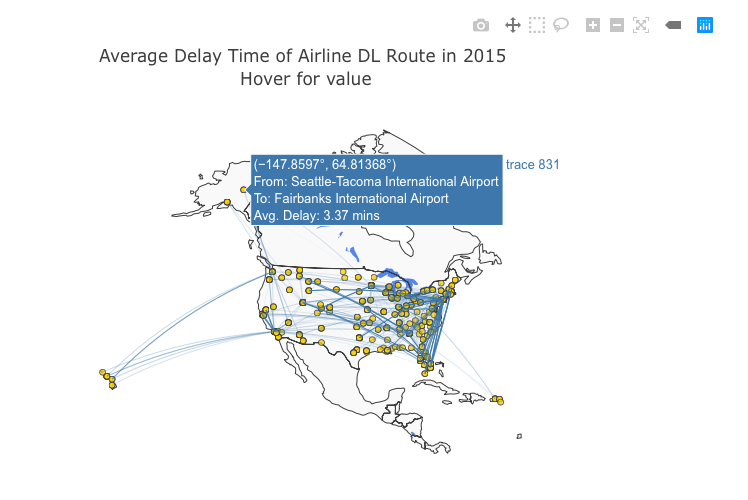 Average Delay Time of Airline DL Route in 2015
Hover for value
(−147.8597°, 64.81368°)
trace 831
From: Seattle-Tacoma International Airport
To: Fairbanks International Airport
Avg. Delay: 3.37 mins